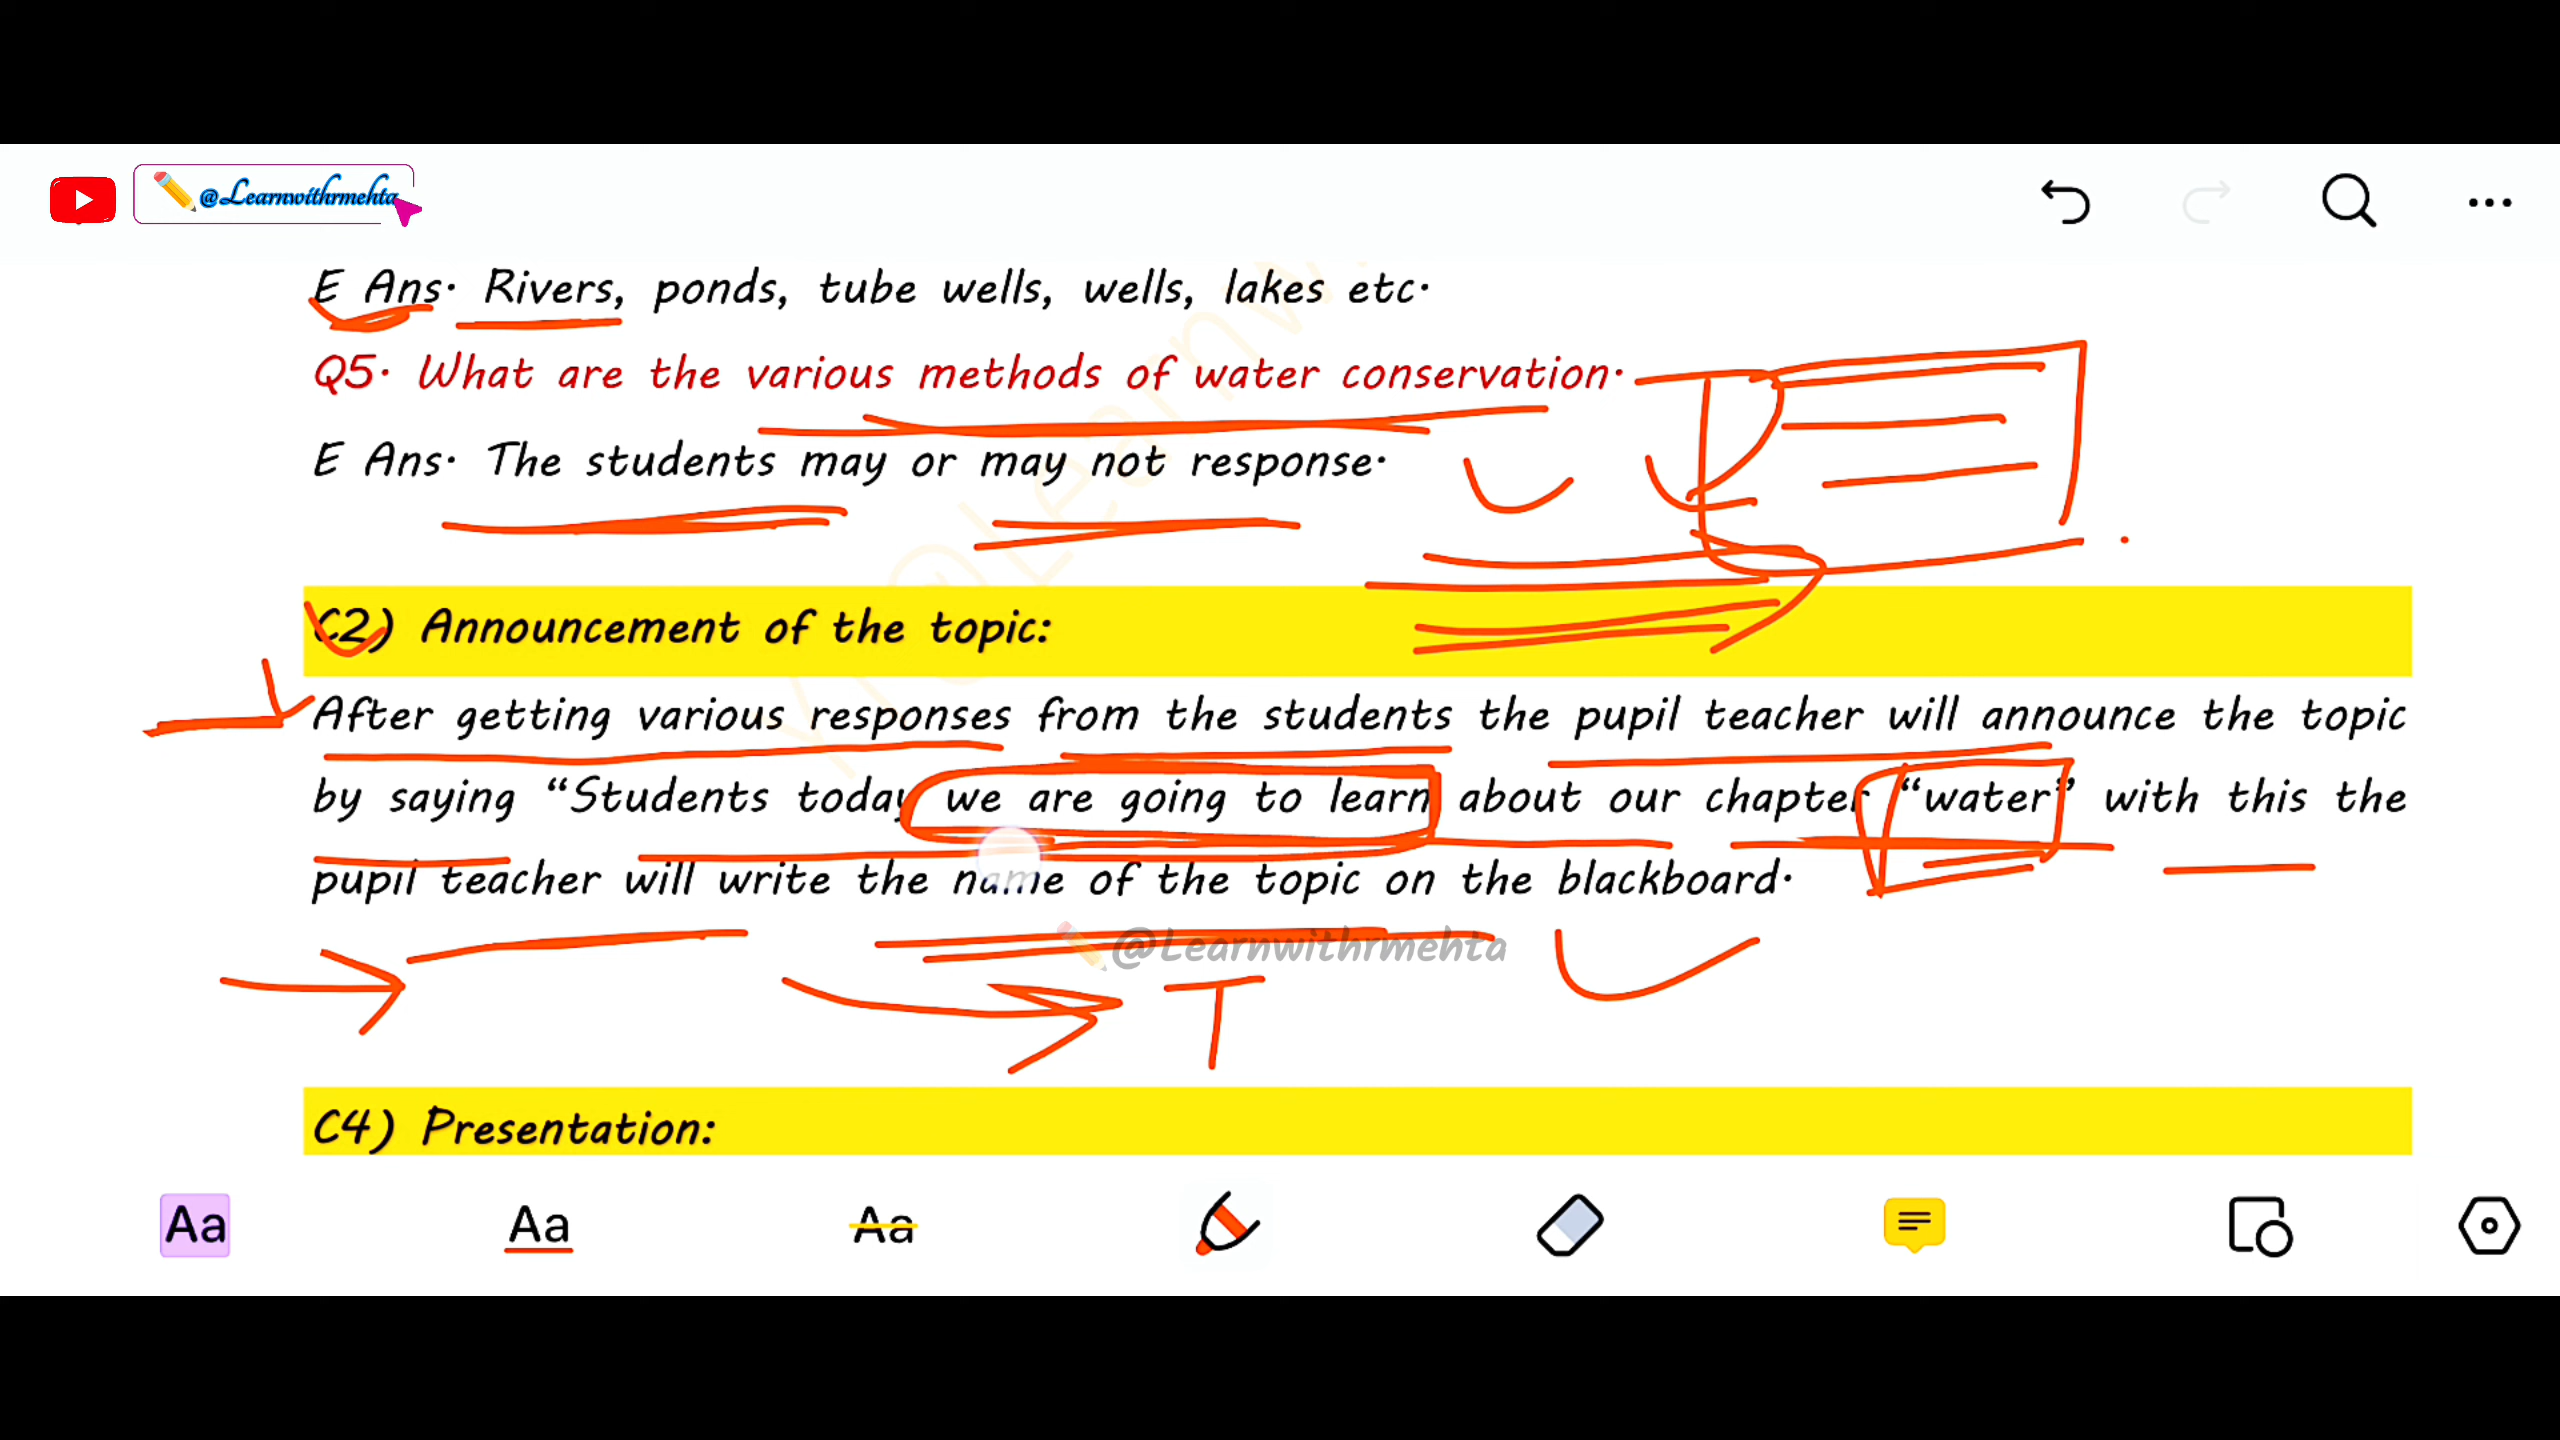 @Learnwithrmehta
E Ans. Rivers, ponds, tube wells, wells, lakes etc.
Q5. What are the various methods of water conservation.
E Ans. The students may or may not response.
C2) Announcement of the topic:
After getting various responses from the students the pupil teacher will announce the topic
by saying “Students today we are going to learn about our chapter “water” with this the
pupil teacher will write the name of the topic on the blackboard.
@Learnwithrmehta
T
C4) Presentation:
Aa Aa Aa